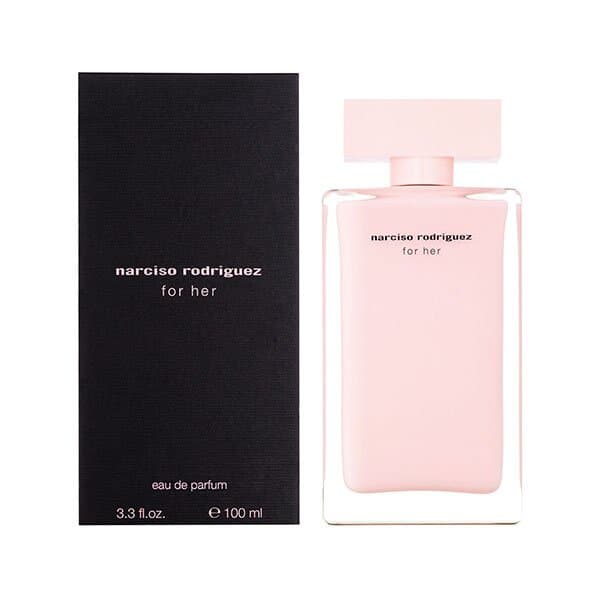 narciso rodriguez
for her
eau de parfum
3.3 fl.oz. ℮ 100 ml
narciso rodriguez
for her